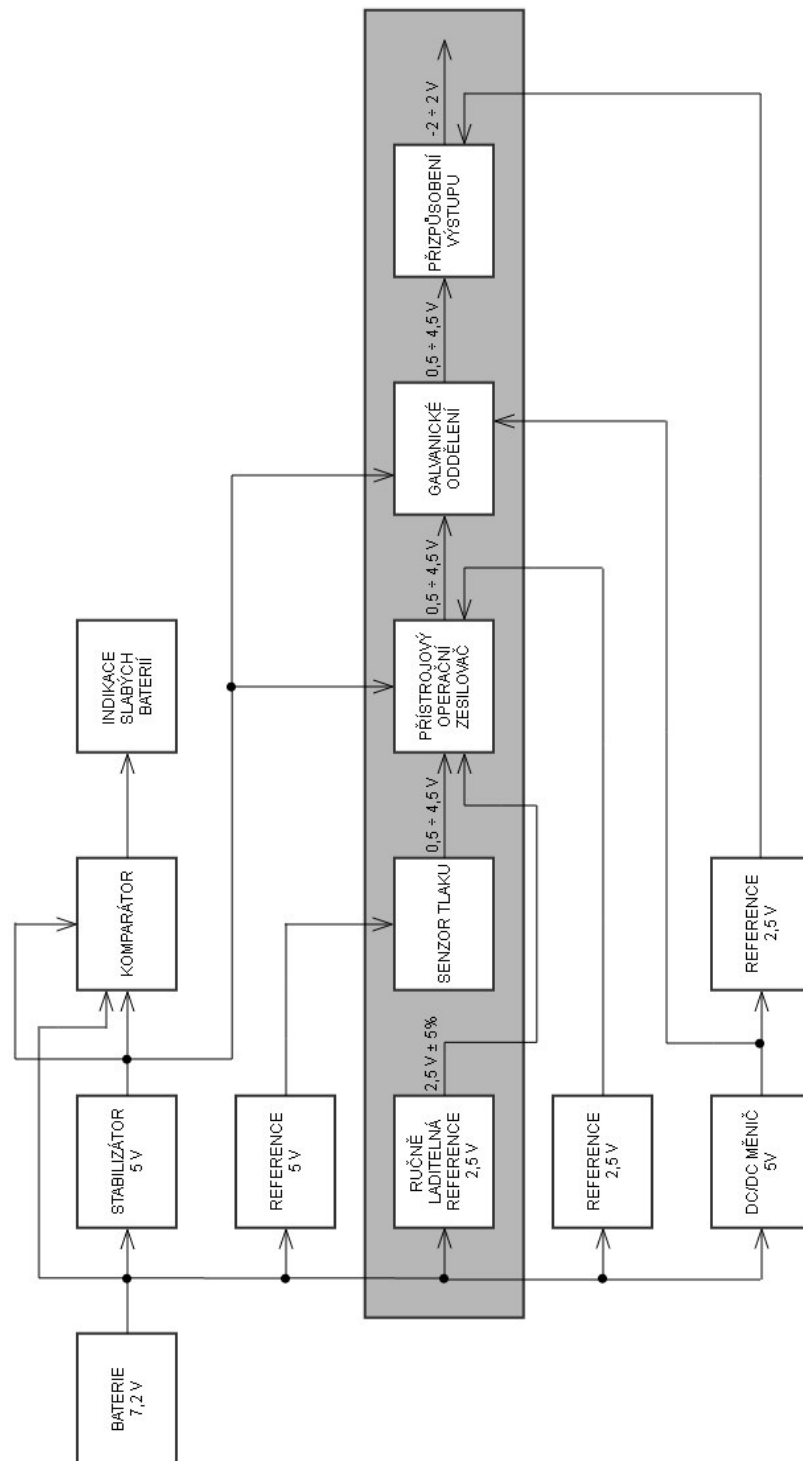 BATERIE
7,2 V
STABILIZÁTOR
5 V
KOMPARÁTOR
INDIKACE
SLABÝCH
BATERIÍ
REFERENCE
5 V
RUČNĚ
LADITELNÁ
REFERENCE
2,5 V
2,5 V ± 5%
SENZOR TLAKU
0,5 ÷ 4,5 V
PŘÍSTROJOVÝ
OPERAČNÍ
ZESILOVAČ
0,5 ÷ 4,5 V
GALVANICKÉ
ODDĚLENÍ
0,5 ÷ 4,5 V
PŘIZPŮSOBENÍ
VÝSTUPU
-2 ÷ 2 V
REFERENCE
2,5 V
DC/DC MĚNIČ
5V
REFERENCE
2,5 V